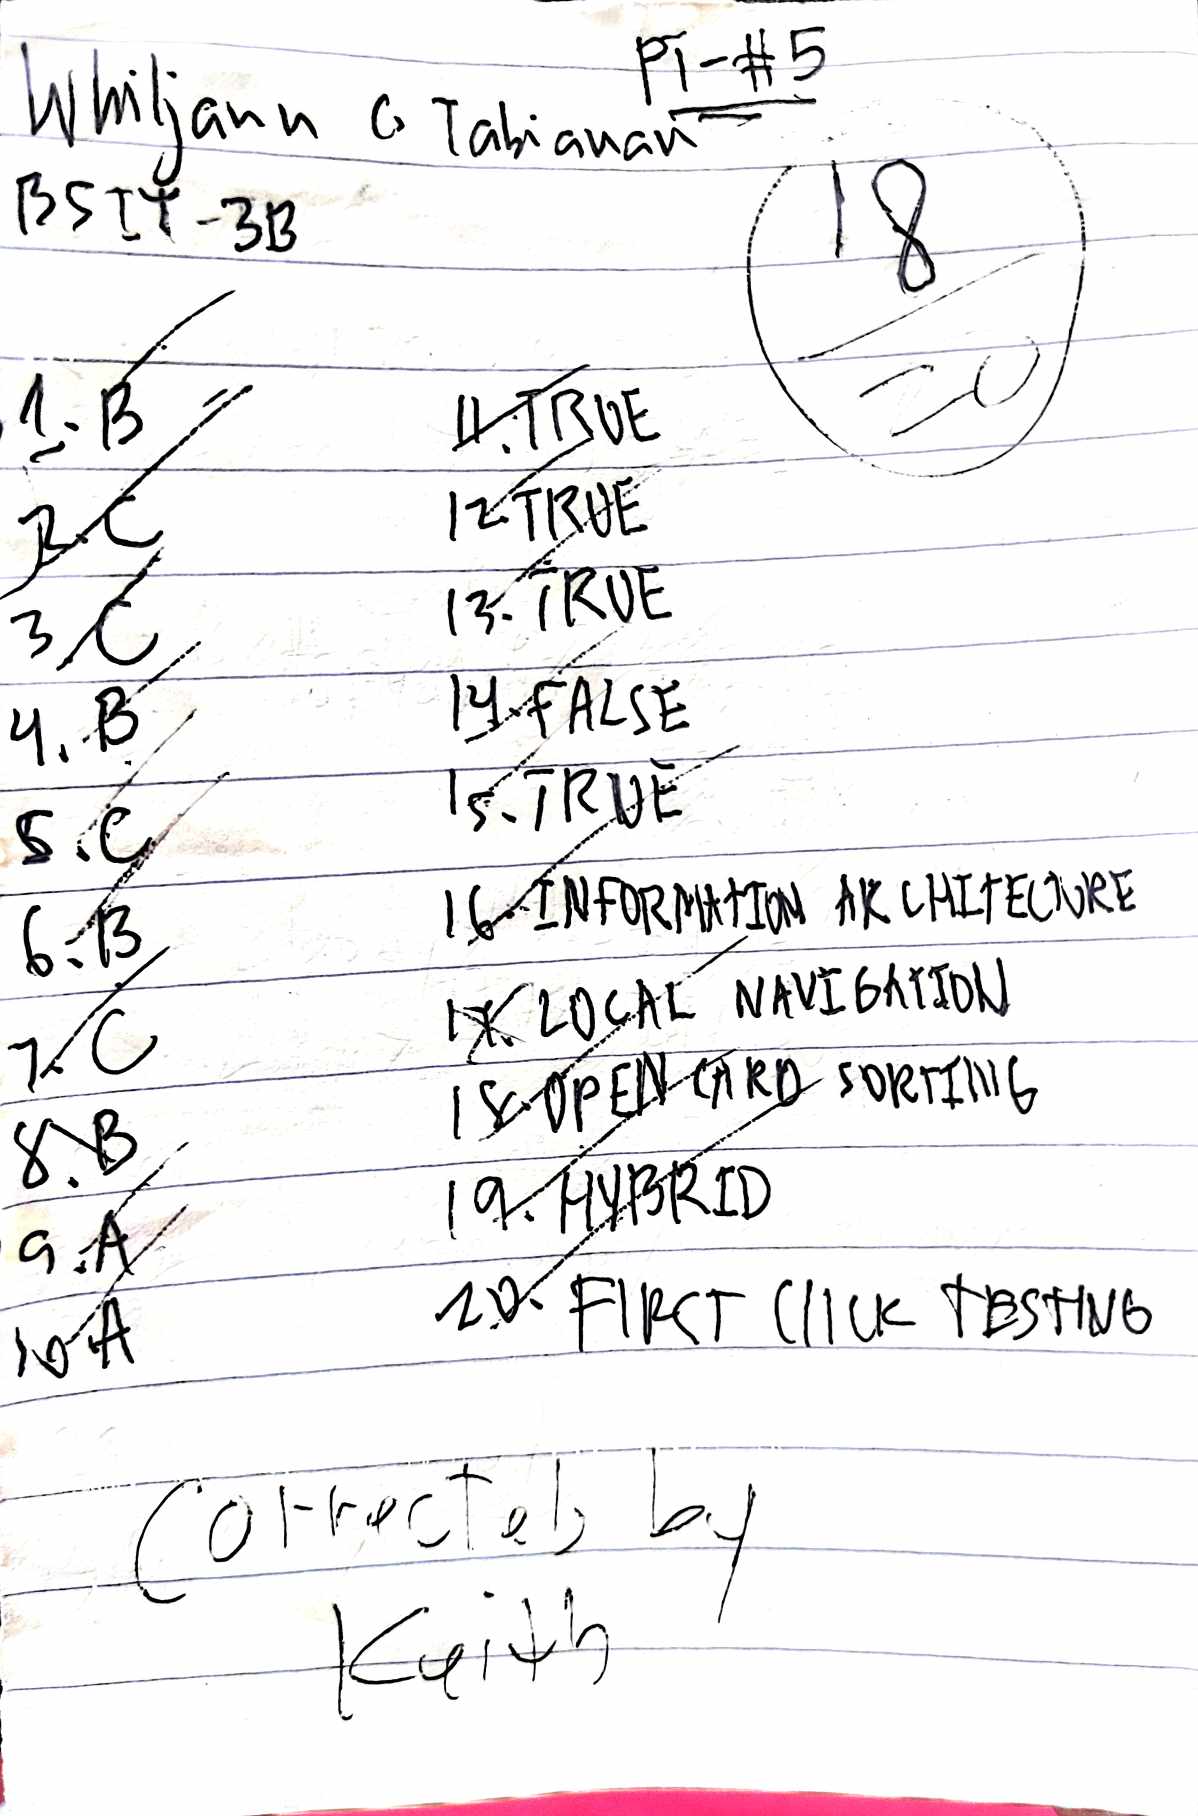 PT-#5
Whiljann G Tabianan
BSIT-3B
18
20
1. B
2. C
3. C
4. B
5. C
6. B
7. C
8. B
9. A
10. A
11. TRUE
12. TRUE
13. TRUE
14. FALSE
15. TRUE
16. INFORMATION ARCHITECTURE
17. LOCAL NAVIGATION
18. OPEN CARD SORTING
19. HYBRID
20. FIRST CLICK TESTING
Corrected by
Keith